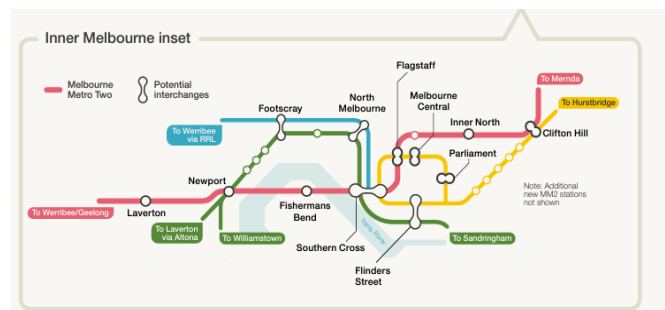 Inner Melbourne inset
Melbourne
Metro Two
Potential
interchanges
Flagstaff
Melbourne
Central
North
Melbourne
Footscray
Inner North
To Mernda
To Hurstbridge
Clifton Hill
To Werribee
via RRL
Parliament
Newport
Note: Additional
new MM2 stations
not shown
To Werribee/Geelong
Laverton
Fishermans
Bend
To Laverton
via Altona
To Williamstown
Yarra River
To Sandringham
Southern Cross
Flinders
Street